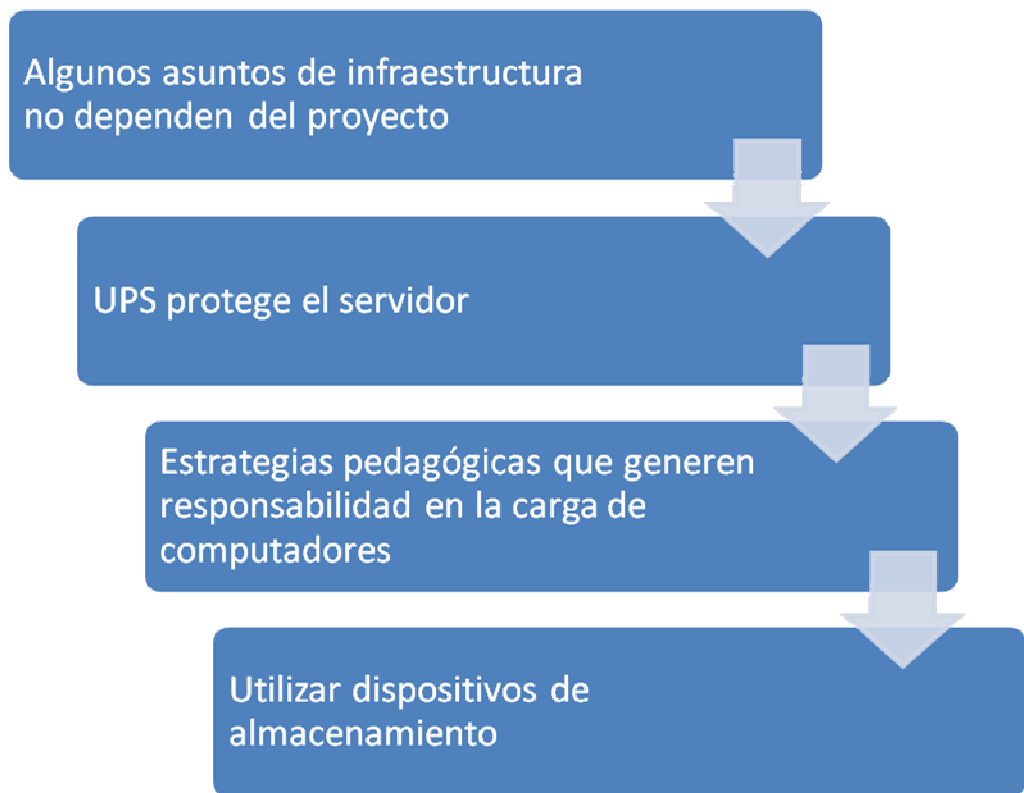 Algunos asuntos de infraestructura
no dependen del proyecto
UPS protege el servidor
Estrategias pedagógicas que generen
responsabilidad en la carga de
computadores
Utilizar dispositivos de
almacenamiento